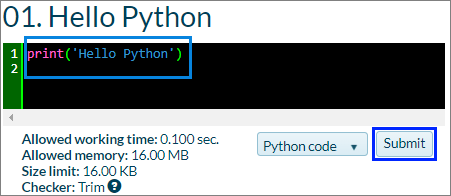 01. Hello Python
1 print('Hello Python')
2
Allowed working time: 0.100 sec.
Allowed memory: 16.00 MB
Size limit: 16.00 KB
Checker: Trim ?
Python code ▼
Submit